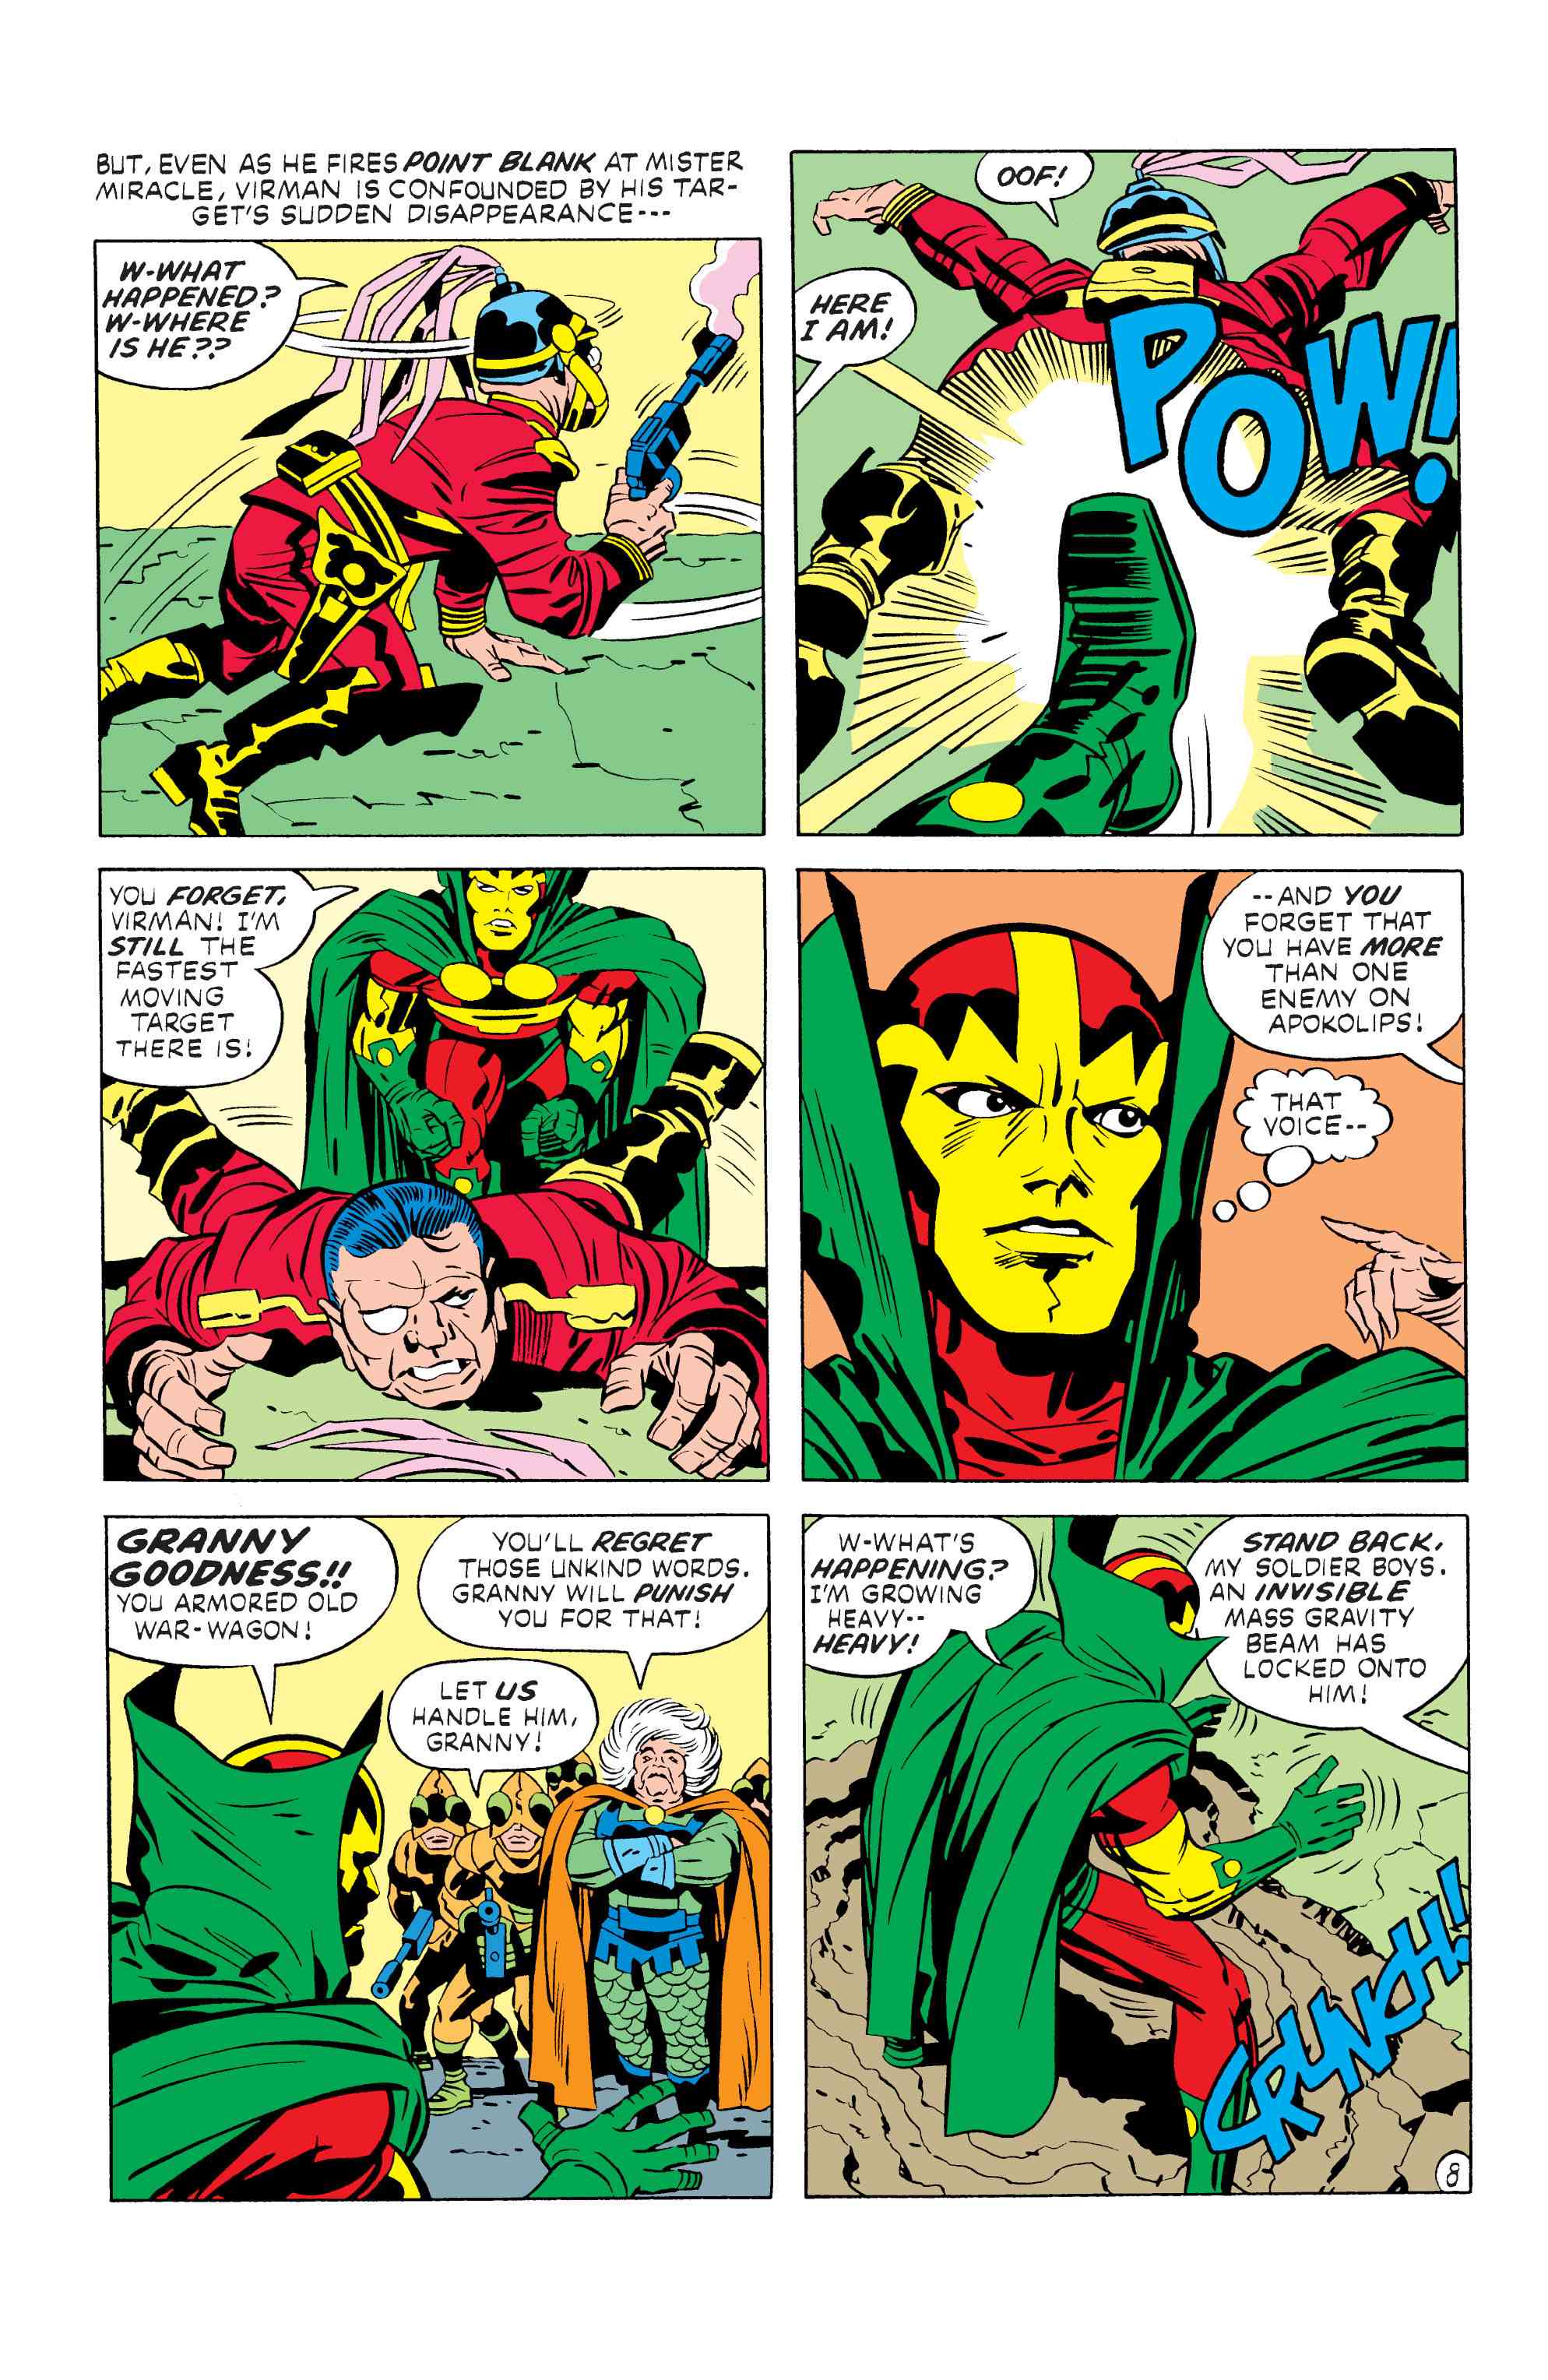 BUT, EVEN AS HE FIRES POINT BLANK AT MISTER
MIRACLE, VIRMAN IS CONFOUNDED BY HIS TAR-
GET'S SUDDEN DISAPPEARANCE---
W-WHAT
HAPPENED?
W-WHERE
IS HE??
OOF!
HERE
I AM!
POW!
YOU FORGET,
VIRMAN! I'M
STILL THE
FASTEST
MOVING
TARGET
THERE IS!
--AND YOU
FORGET THAT
YOU HAVE MORE
THAN ONE
ENEMY ON
APOKOLIPS!
THAT
VOICE--
GRANNY
GOODNESS!!
YOU ARMORED OLD
WAR-WAGON!
YOU'LL REGRET
THOSE UNKIND WORDS.
GRANNY WILL PUNISH
YOU FOR THAT!
LET US
HANDLE HIM,
GRANNY!
W-WHAT'S
HAPPENING?
I'M GROWING
HEAVY--
HEAVY!
STAND BACK,
MY SOLDIER BOYS.
AN INVISIBLE
MASS GRAVITY
BEAM HAS
LOCKED ONTO
HIM!
CRUNCH!
8